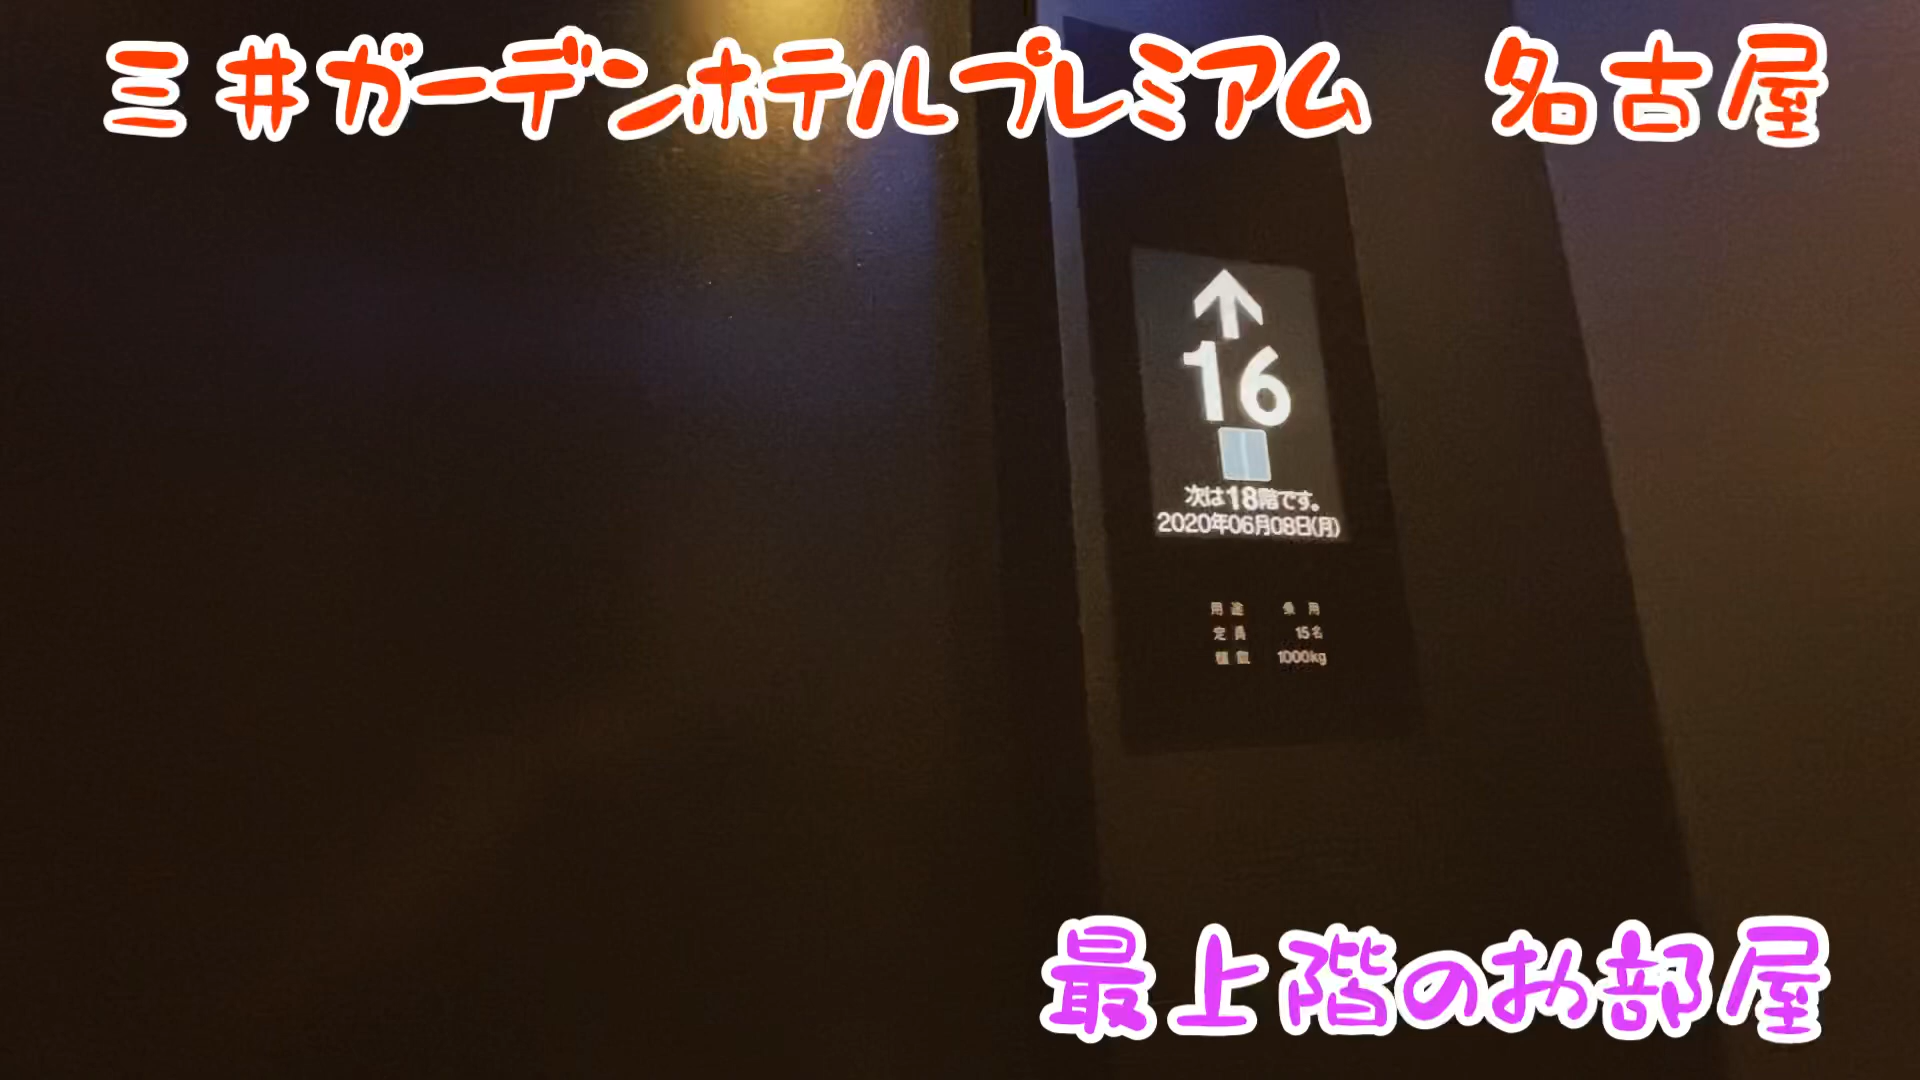 三井ガーデンホテルプレミアム 名古屋
↑
16
次は18階です。
2020年06月08日(月)
用途 乗用
定員 15名
積載 1000kg
最上階のお部屋